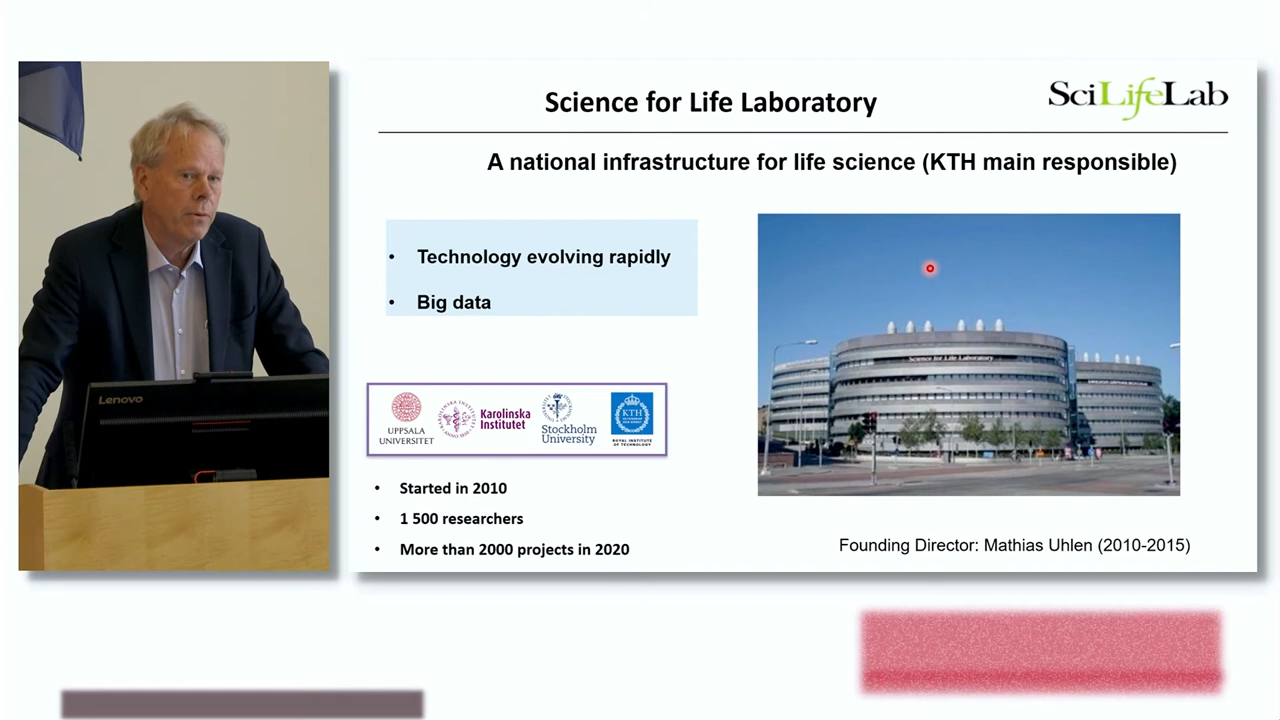 Science for Life Laboratory
SciLifeLab
A national infrastructure for life science (KTH main responsible)
• Technology evolving rapidly
• Big data
Science for Life Laboratory
Lenovo
UPPSALA
UNIVERSITET
Karolinska
Institutet
Stockholm
University
KTH
ROYAL INSTITUTE
OF TECHNOLOGY
• Started in 2010
• 1 500 researchers
• More than 2000 projects in 2020
Founding Director: Mathias Uhlen (2010-2015)